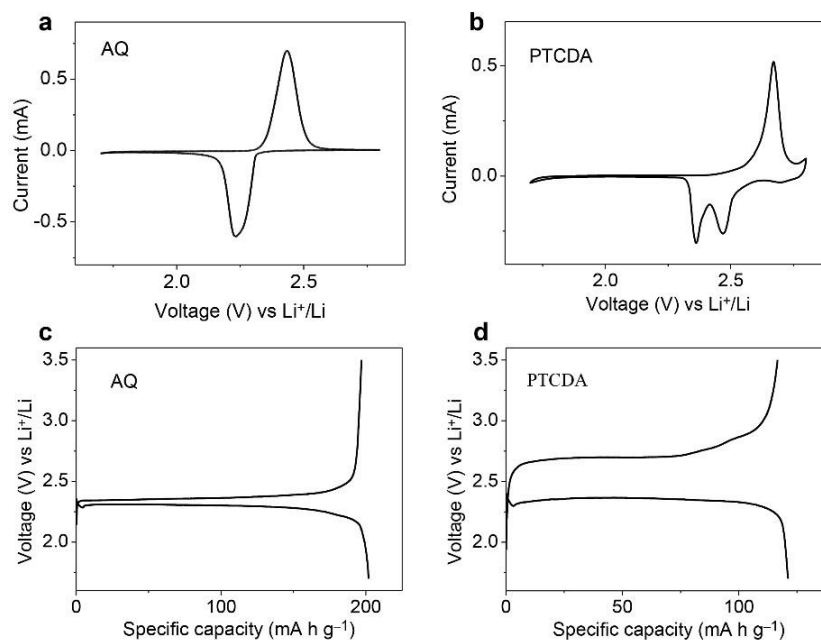 a
AQ
0.5
0.0
-0.5
Current (mA)
2.0 2.5
Voltage (V) vs Li⁺/Li
b
PTCDA
0.5
0.0
Current (mA)
2.0 2.5
Voltage (V) vs Li⁺/Li
c
AQ
3.5
3.0
2.5
2.0
Voltage (V) vs Li⁺/Li
0 100 200
Specific capacity (mA h g⁻¹)
d
PTCDA
3.5
3.0
2.5
2.0
Voltage (V) vs Li⁺/Li
0 50 100
Specific capacity (mA h g⁻¹)